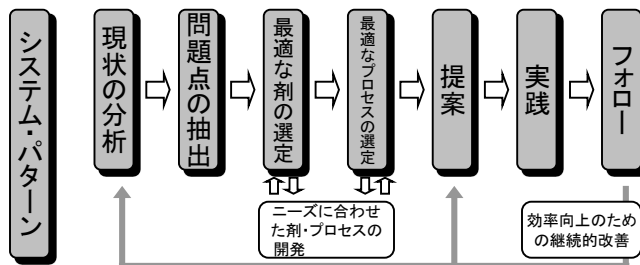 システム・パターン
現状の分析
問題点の抽出
最適な剤の選定
最適なプロセスの選定
提案
実践
フォロー
ニーズに合わせ
た剤・プロセスの
開発
効率向上のため
の継続的改善